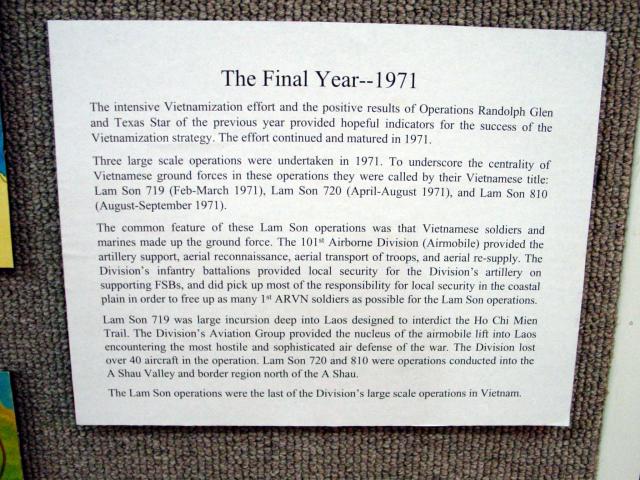 The Final Year--1971
The intensive Vietnamization effort and the positive results of Operations Randolph Glen
and Texas Star of the previous year provided hopeful indicators for the success of the
Vietnamization strategy. The effort continued and matured in 1971.
Three large scale operations were undertaken in 1971. To underscore the centrality of
Vietnamese ground forces in these operations they were called by their Vietnamese title:
Lam Son 719 (Feb-March 1971), Lam Son 720 (April-August 1971), and Lam Son 810
(August-September 1971).
The common feature of these Lam Son operations was that Vietnamese soldiers and
marines made up the ground force. The 101st Airborne Division (Airmobile) provided the
artillery support, aerial reconnaissance, aerial transport of troops, and aerial re-supply. The
Division's infantry battalions provided local security for the Division's artillery on
supporting FSBs, and did pick up most of the responsibility for local security in the coastal
plain in order to free up as many 1st ARVN soldiers as possible for the Lam Son operations.
Lam Son 719 was large incursion deep into Laos designed to interdict the Ho Chi Mien
Trail. The Division's Aviation Group provided the nucleus of the airmobile lift into Laos
encountering the most hostile and sophisticated air defense of the war. The Division lost
over 40 aircraft in the operation. Lam Son 720 and 810 were operations conducted into the
A Shau Valley and border region north of the A Shau.
The Lam Son operations were the last of the Division's large scale operations in Vietnam.